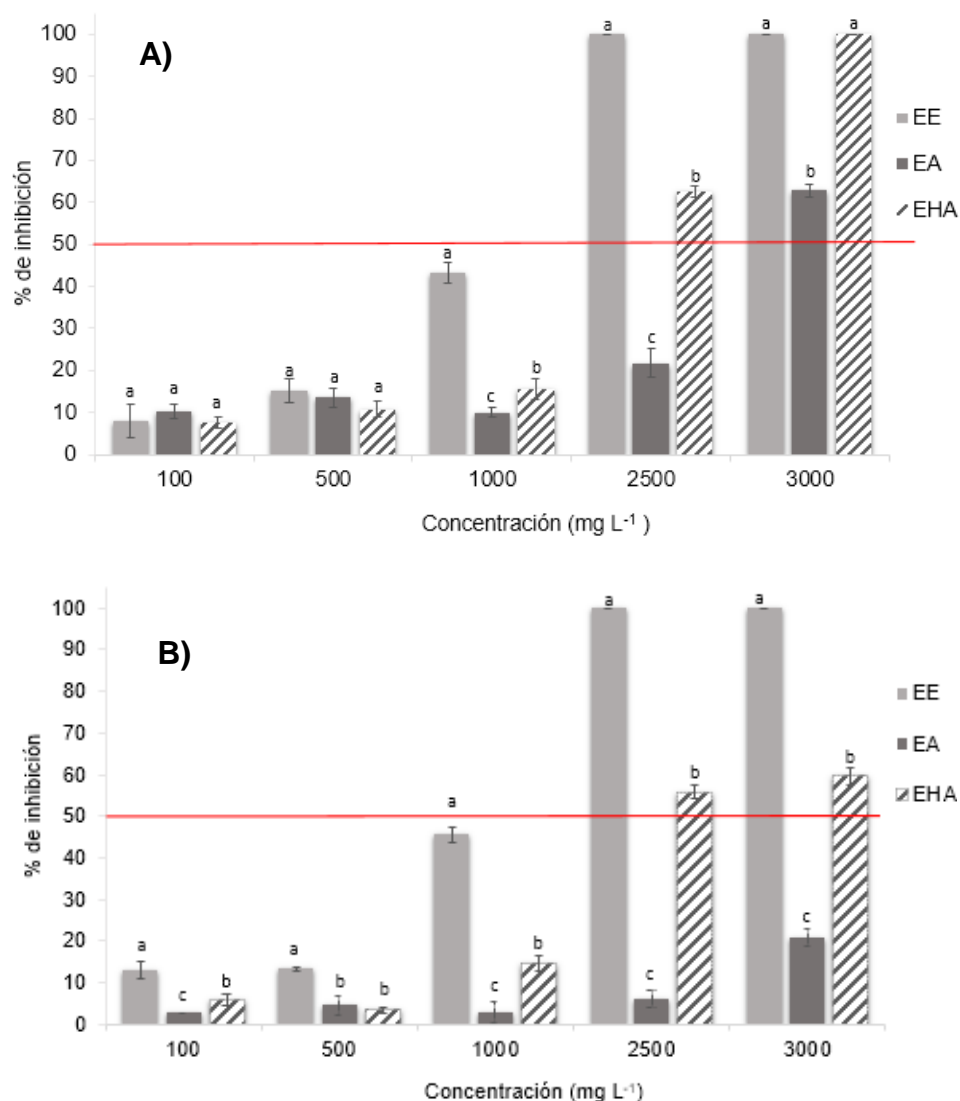 A)
% de inhibición
100
90
80
70
60
50
40
30
20
10
0
a a a
a a a
a c b
a c b
a b a
100 500 1000 2500 3000
Concentración (mg L⁻¹ )
EE
EA
EHA
B)
% de inhibición
100
90
80
70
60
50
40
30
20
10
0
a c b
a b b
a c b
a c b
a c b
100 500 1000 2500 3000
Concentración (mg L⁻¹)
EE
EA
EHA